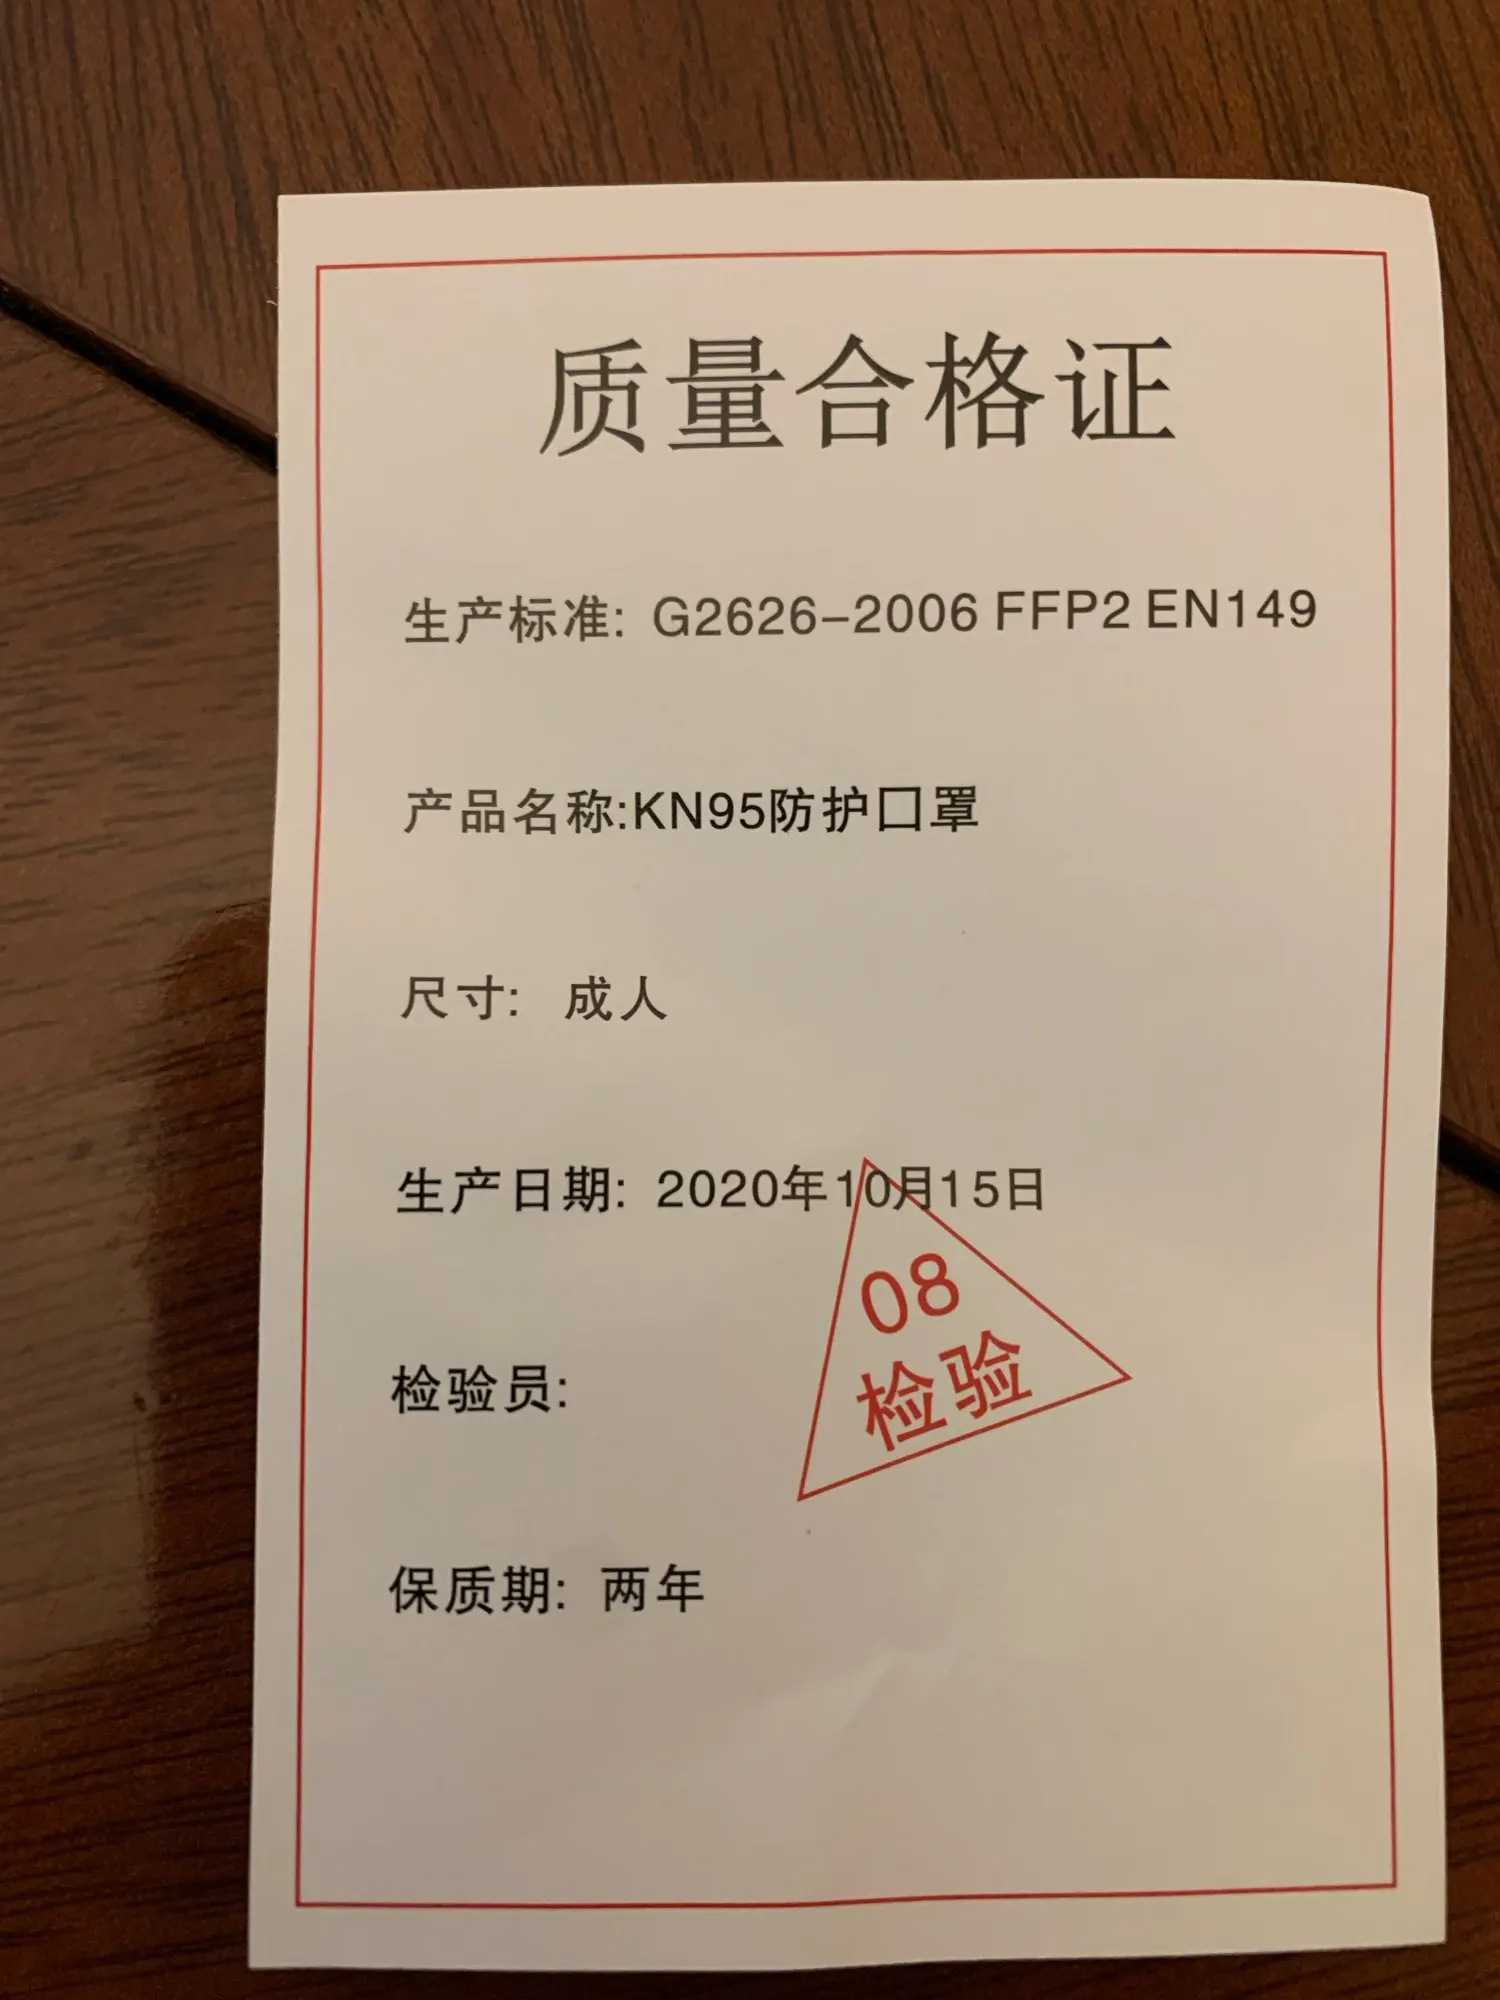 质量合格证
生产标准: G2626-2006 FFP2 EN149
产品名称:KN95防护口罩
尺寸: 成人
生产日期: 2020年10月15日
08
检验
检验员:
保质期: 两年